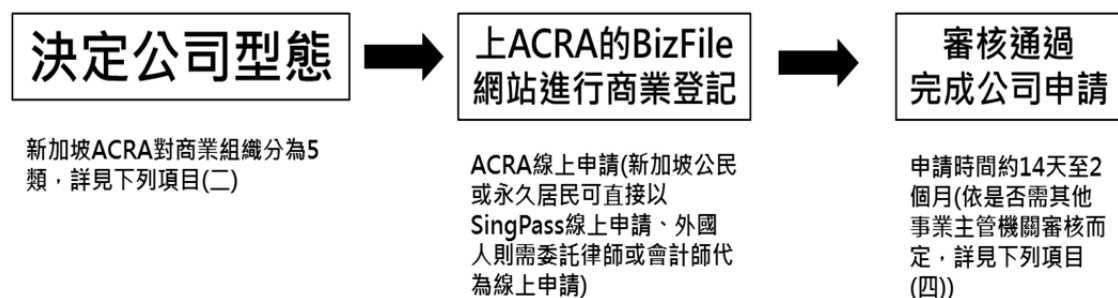 決定公司型態
上ACRA的BizFile
網站進行商業登記
審核通過
完成公司申請
新加坡ACRA對商業組織分為5
類，詳見下列項目(二)
ACRA線上申請(新加坡公民
或永久居民可直接以
SingPass線上申請、外國
人則需委託律師或會計師代
為線上申請)
申請時間約14天至2
個月(依是否需其他
事業主管機關審核而
定，詳見下列項目
(四))